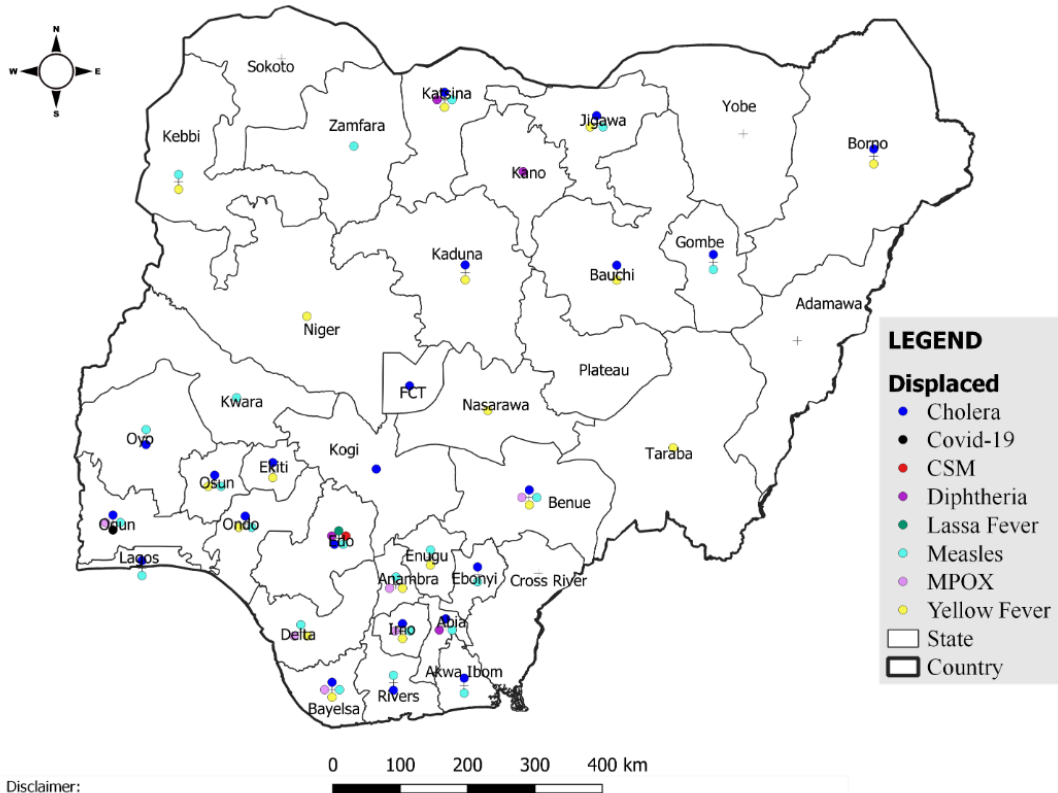 N
W
E
S
Sokoto
Katsina
Yobe
Kebbi
Zamfara
Jigawa
Borno
Kano
Gombe
Kaduna
Bauchi
Adamawa
Niger
Plateau
FCT
Kwara
Nasarawa
Oyo
Kogi
Taraba
Ekiti
Osun
Benue
Ogun
Ondo
Edo
Lagos
Enugu
Anambra
Ebonyi
Cross River
Delta
Imo
Abia
Akwa Ibom
Bayelsa
Rivers
LEGEND
Displaced
Cholera
Covid-19
CSM
Diphtheria
Lassa Fever
Measles
MPOX
Yellow Fever
State
Country
0 100 200 300 400 km
Disclaimer: